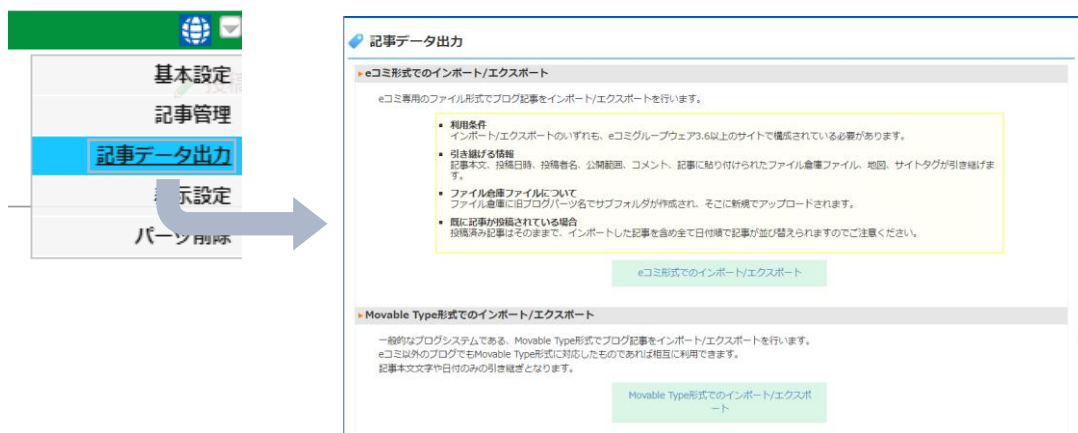 基本設定
記事管理
記事データ出力
表示設定
パーツ削除
記事データ出力
eコミ形式でのインポート/エクスポート
eコミ専用のファイル形式でブログ記事をインポート/エクスポートを行います。
利用条件
インポート/エクスポートのいずれも、eコミグループウェア3.6以上のサイトで構成されている必要があります。
引き継げる情報
記事本文、投稿日時、投稿者名、公開範囲、コメント、記事に貼り付けられたファイル倉庫ファイル、地図、サイトタグが引き継げま
す。
ファイル倉庫ファイルについて
ファイル倉庫に旧ブログパーツ名でサブフォルダが作成され、そこに新規でアップロードされます。
既に記事が投稿されている場合
投稿済み記事はそのままで、インポートした記事を含め全て日付順で記事が並び替えられますのでご注意ください。
eコミ形式でのインポート/エクスポート
Movable Type形式でのインポート/エクスポート
一般的なブログシステムである、Movable Type形式でブログ記事をインポート/エクスポートを行います。
eコミ以外のブログでもMovable Type形式に対応したものであれば相互に利用できます。
記事本文文字や日付のみの引き継ぎとなります。
Movable Type形式でのインポート/エクスポ
ート